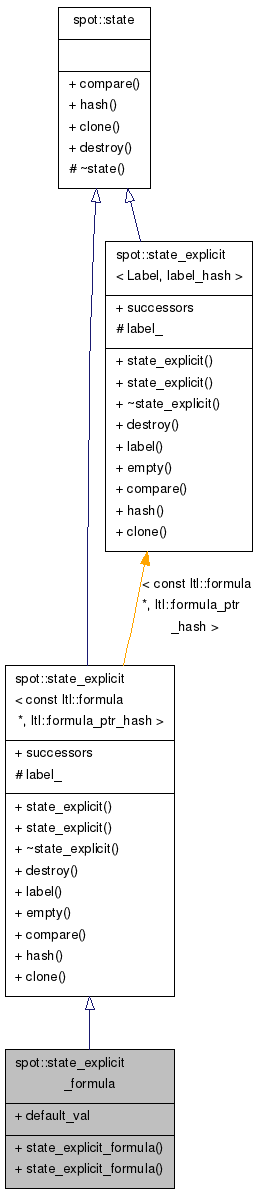 spot::state
+ compare()
+ hash()
+ clone()
+ destroy()
# ~state()
spot::state_explicit
< Label, label_hash >
+ successors
# label_
+ state_explicit()
+ state_explicit()
+ ~state_explicit()
+ destroy()
+ label()
+ empty()
+ compare()
+ hash()
+ clone()
< const ltl::formula
*, ltl::formula_ptr
_hash >
spot::state_explicit
< const ltl::formula
*, ltl::formula_ptr_hash >
+ successors
# label_
+ state_explicit()
+ state_explicit()
+ ~state_explicit()
+ destroy()
+ label()
+ empty()
+ compare()
+ hash()
+ clone()
spot::state_explicit
_formula
+ default_val
+ state_explicit_formula()
+ state_explicit_formula()